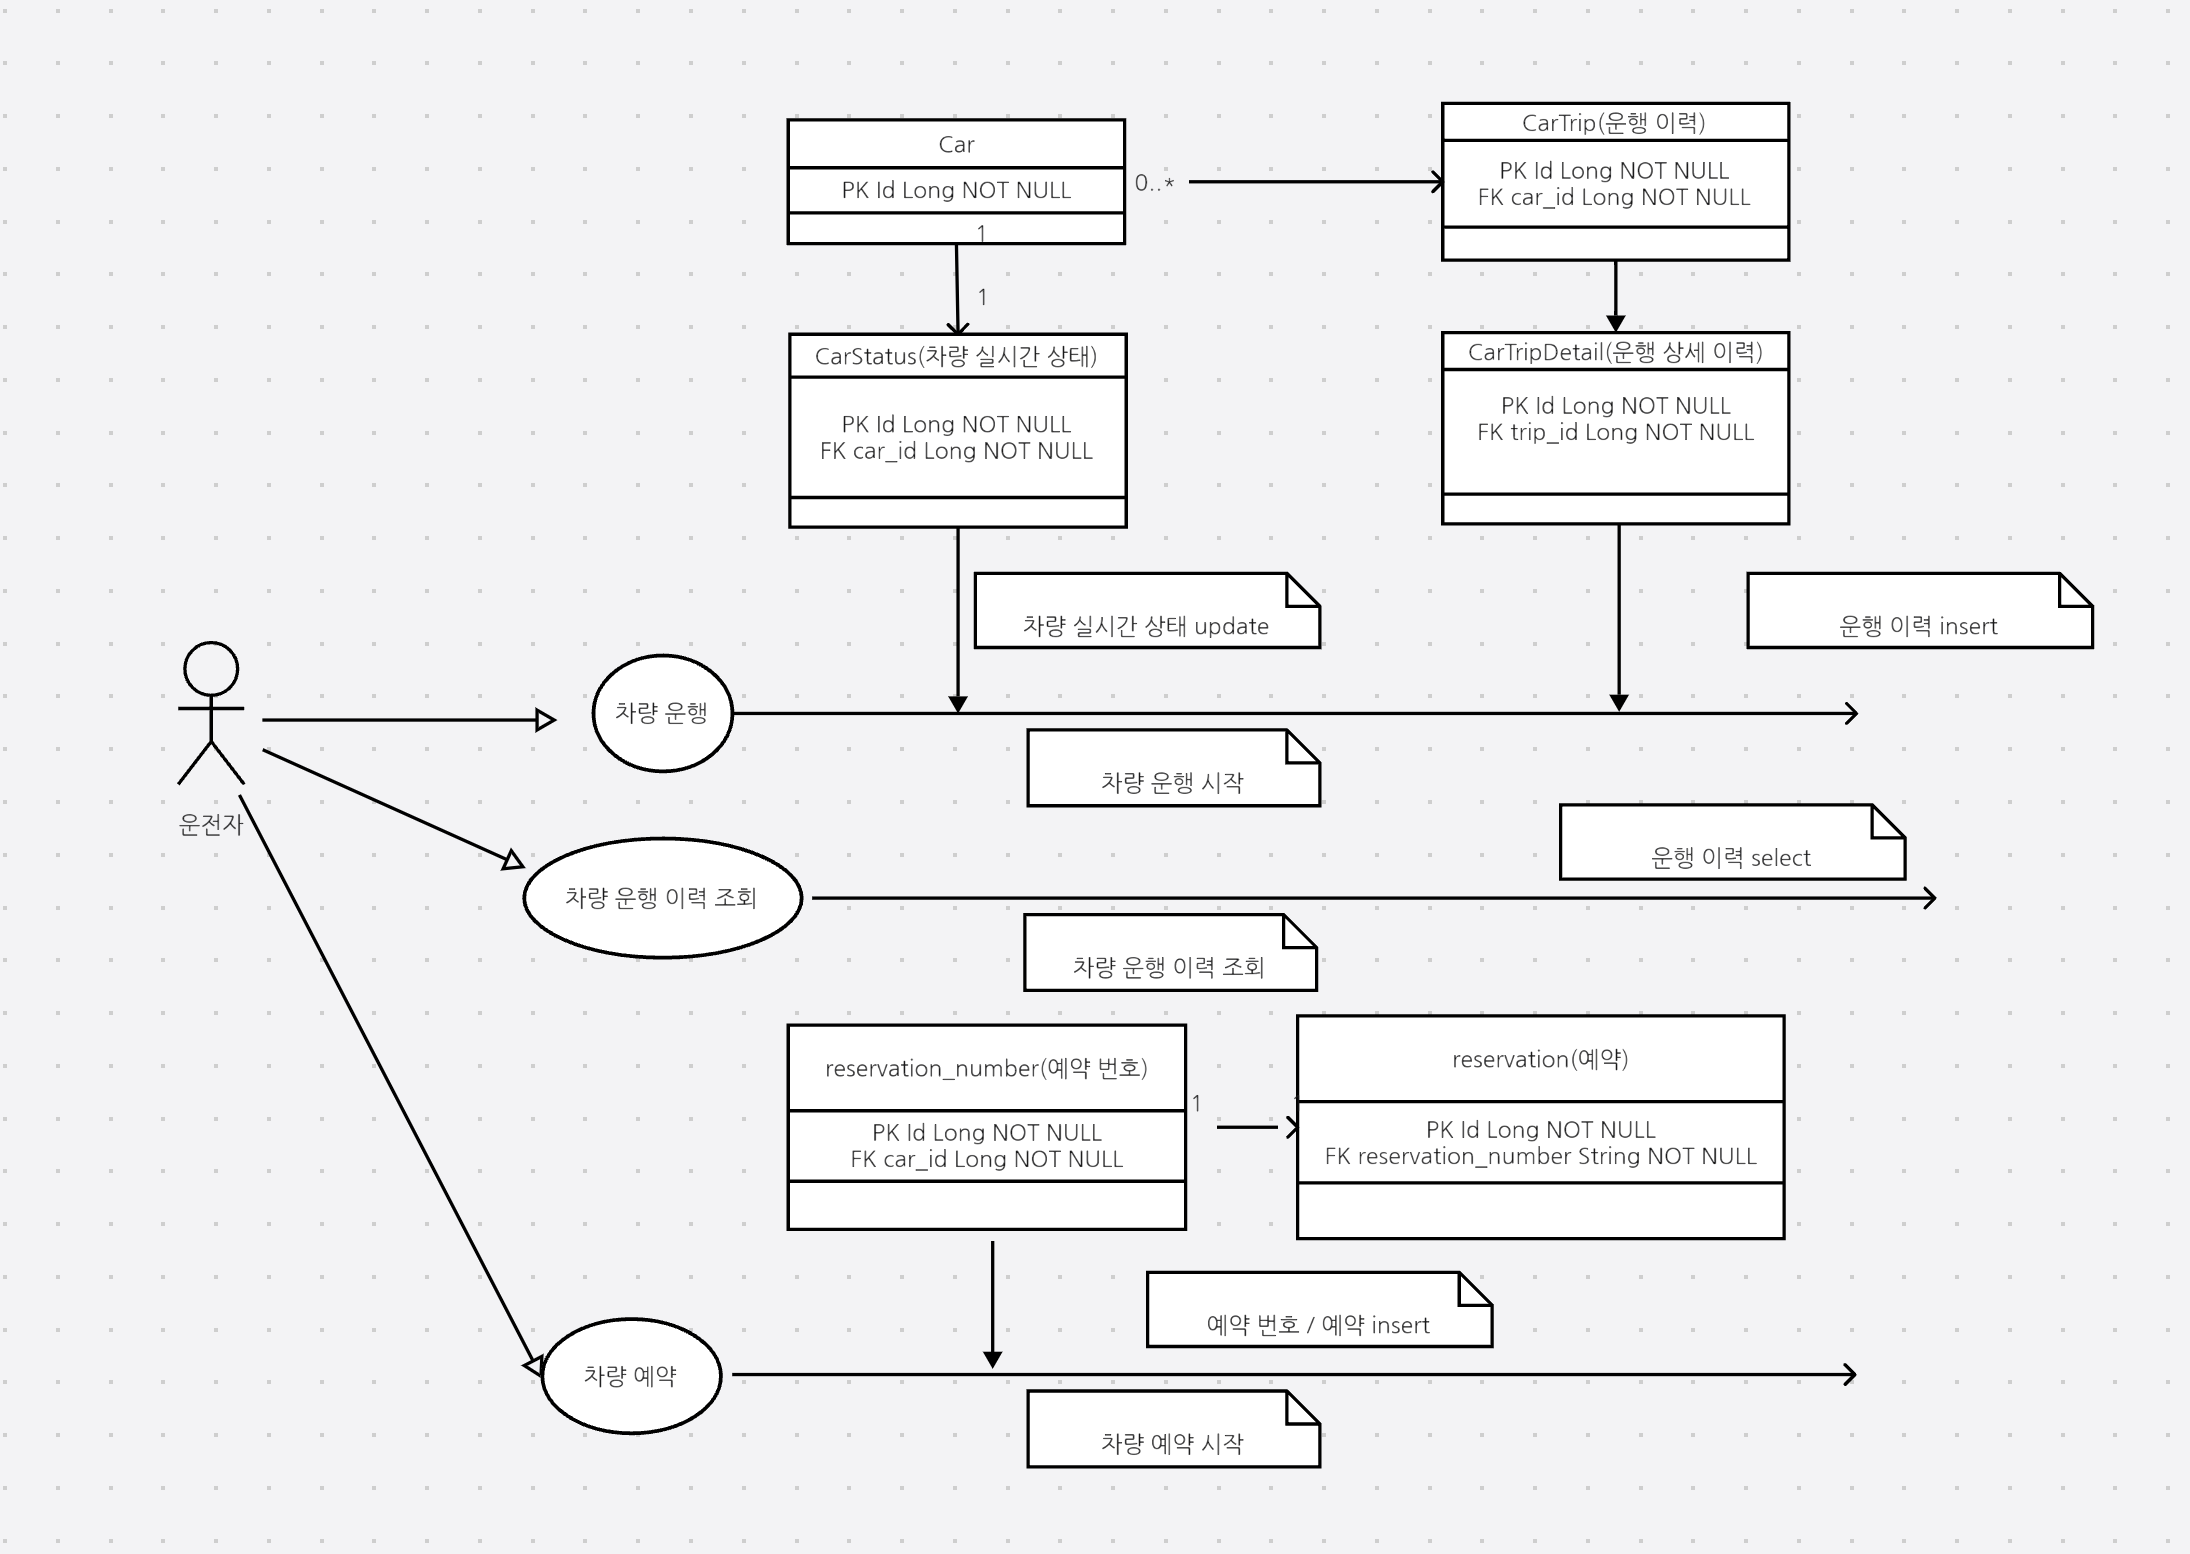 Car
PK Id Long NOT NULL
1
1
0..*
CarTrip(운행 이력)
PK Id Long NOT NULL
FK car_id Long NOT NULL
CarStatus(차량 실시간 상태)
PK Id Long NOT NULL
FK car_id Long NOT NULL
CarTripDetail(운행 상세 이력)
PK Id Long NOT NULL
FK trip_id Long NOT NULL
차량 실시간 상태 update
운행 이력 insert
운전자
차량 운행
차량 운행 시작
운행 이력 select
차량 운행 이력 조회
차량 운행 이력 조회
reservation_number(예약 번호)
PK Id Long NOT NULL
FK car_id Long NOT NULL
1
reservation(예약)
PK Id Long NOT NULL
FK reservation_number String NOT NULL
예약 번호 / 예약 insert
차량 예약
차량 예약 시작